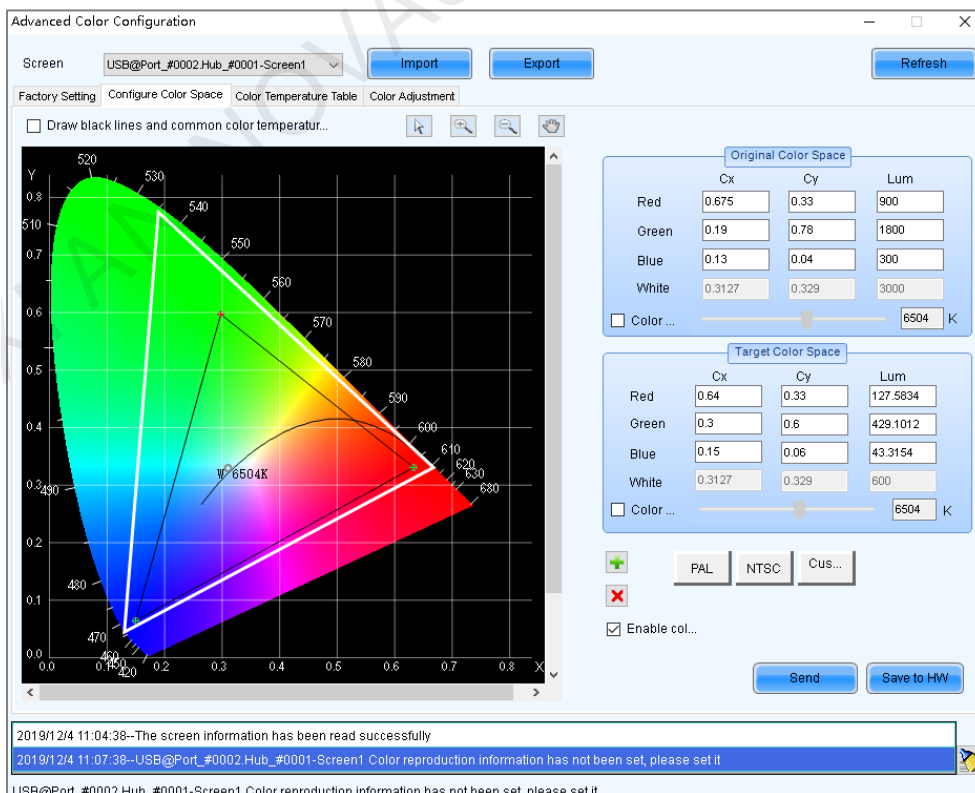 Advanced Color Configuration
Screen USB@Port_#0002.Hub_#0001-Screen1 Import Export Refresh
Factory Setting Configure Color Space Color Temperature Table Color Adjustment
Draw black lines and common color temperatur...
Original Color Space
Cx Cy Lum
Red 0.675 0.33 900
Green 0.19 0.78 1800
Blue 0.13 0.04 300
White 0.3127 0.329 3000
Color ... 6504 K
Target Color Space
Cx Cy Lum
Red 0.64 0.33 127.5834
Green 0.3 0.6 429.1012
Blue 0.15 0.06 43.3154
White 0.3127 0.329 600
Color ... 6504 K
PAL NTSC Cus...
Enable col...
Send Save to HW
520
Y 530
0.8 540
510
0.7 550
560
0.6 570
580
0.5 590
0.4 600
610
620
630
W 6504K
0.3 490 680
0.2
480
0.1
470
0.0 460
450
420
0.0 0.1 0.2 0.3 0.4 0.5 0.6 0.7 0.8 X
2019/12/4 11:04:38--The screen information has been read successfully
2019/12/4 11:07:38--USB@Port_#0002.Hub_#0001-Screen1 Color reproduction information has not been set, please set it
USB@Port_#0002.Hub_#0001-Screen1 Color reproduction information has not been set, please set it
XI'AN NOVAS